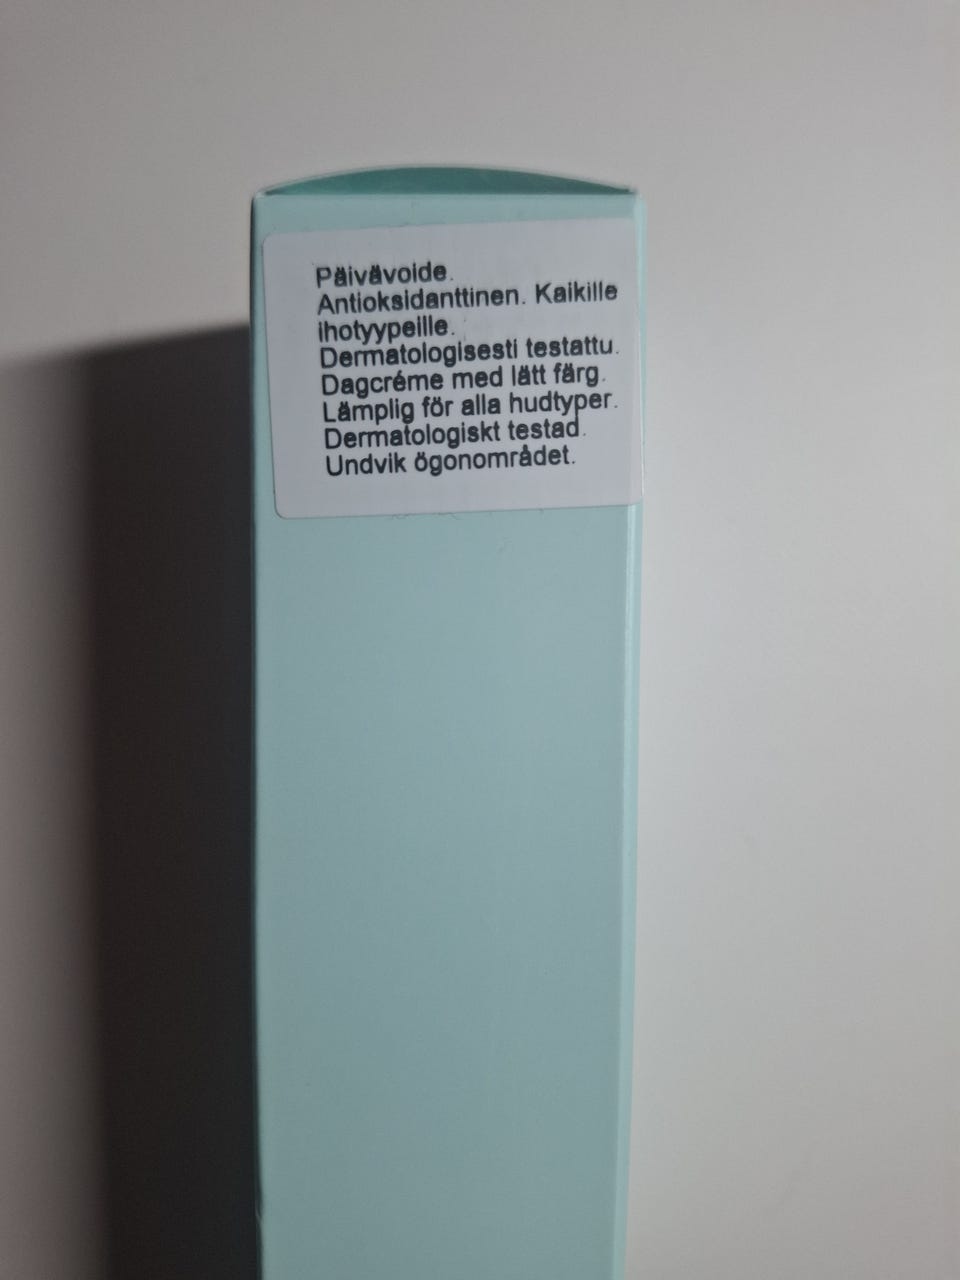 Päivävoide.
Antioksidanttinen. Kaikille
ihotyypeille.
Dermatologisesti testattu.
Dagcréme med lätt färg.
Lämplig för alla hudtyper.
Dermatologiskt testad.
Undvik ögonområdet.